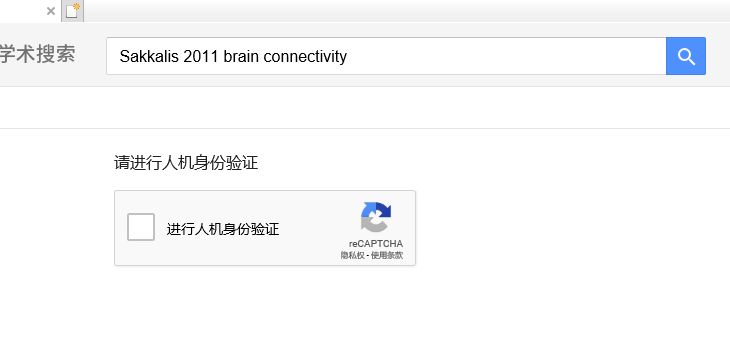 学术搜索
Sakkalis 2011 brain connectivity
请进行人机身份验证
进行人机身份验证
reCAPTCHA
隐私权 - 使用条款